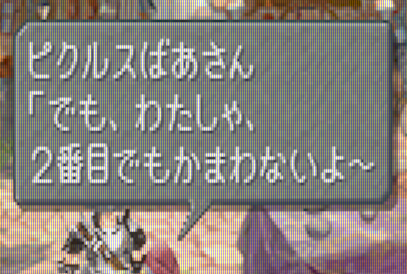 ピクルスばあさん
「でも、わたしゃ、
２番目でもかまわないよ～